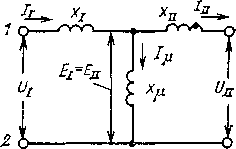 I_I x_I x_II I_II
1
I_μ
U_I E_I=E_II x_μ U_II
2